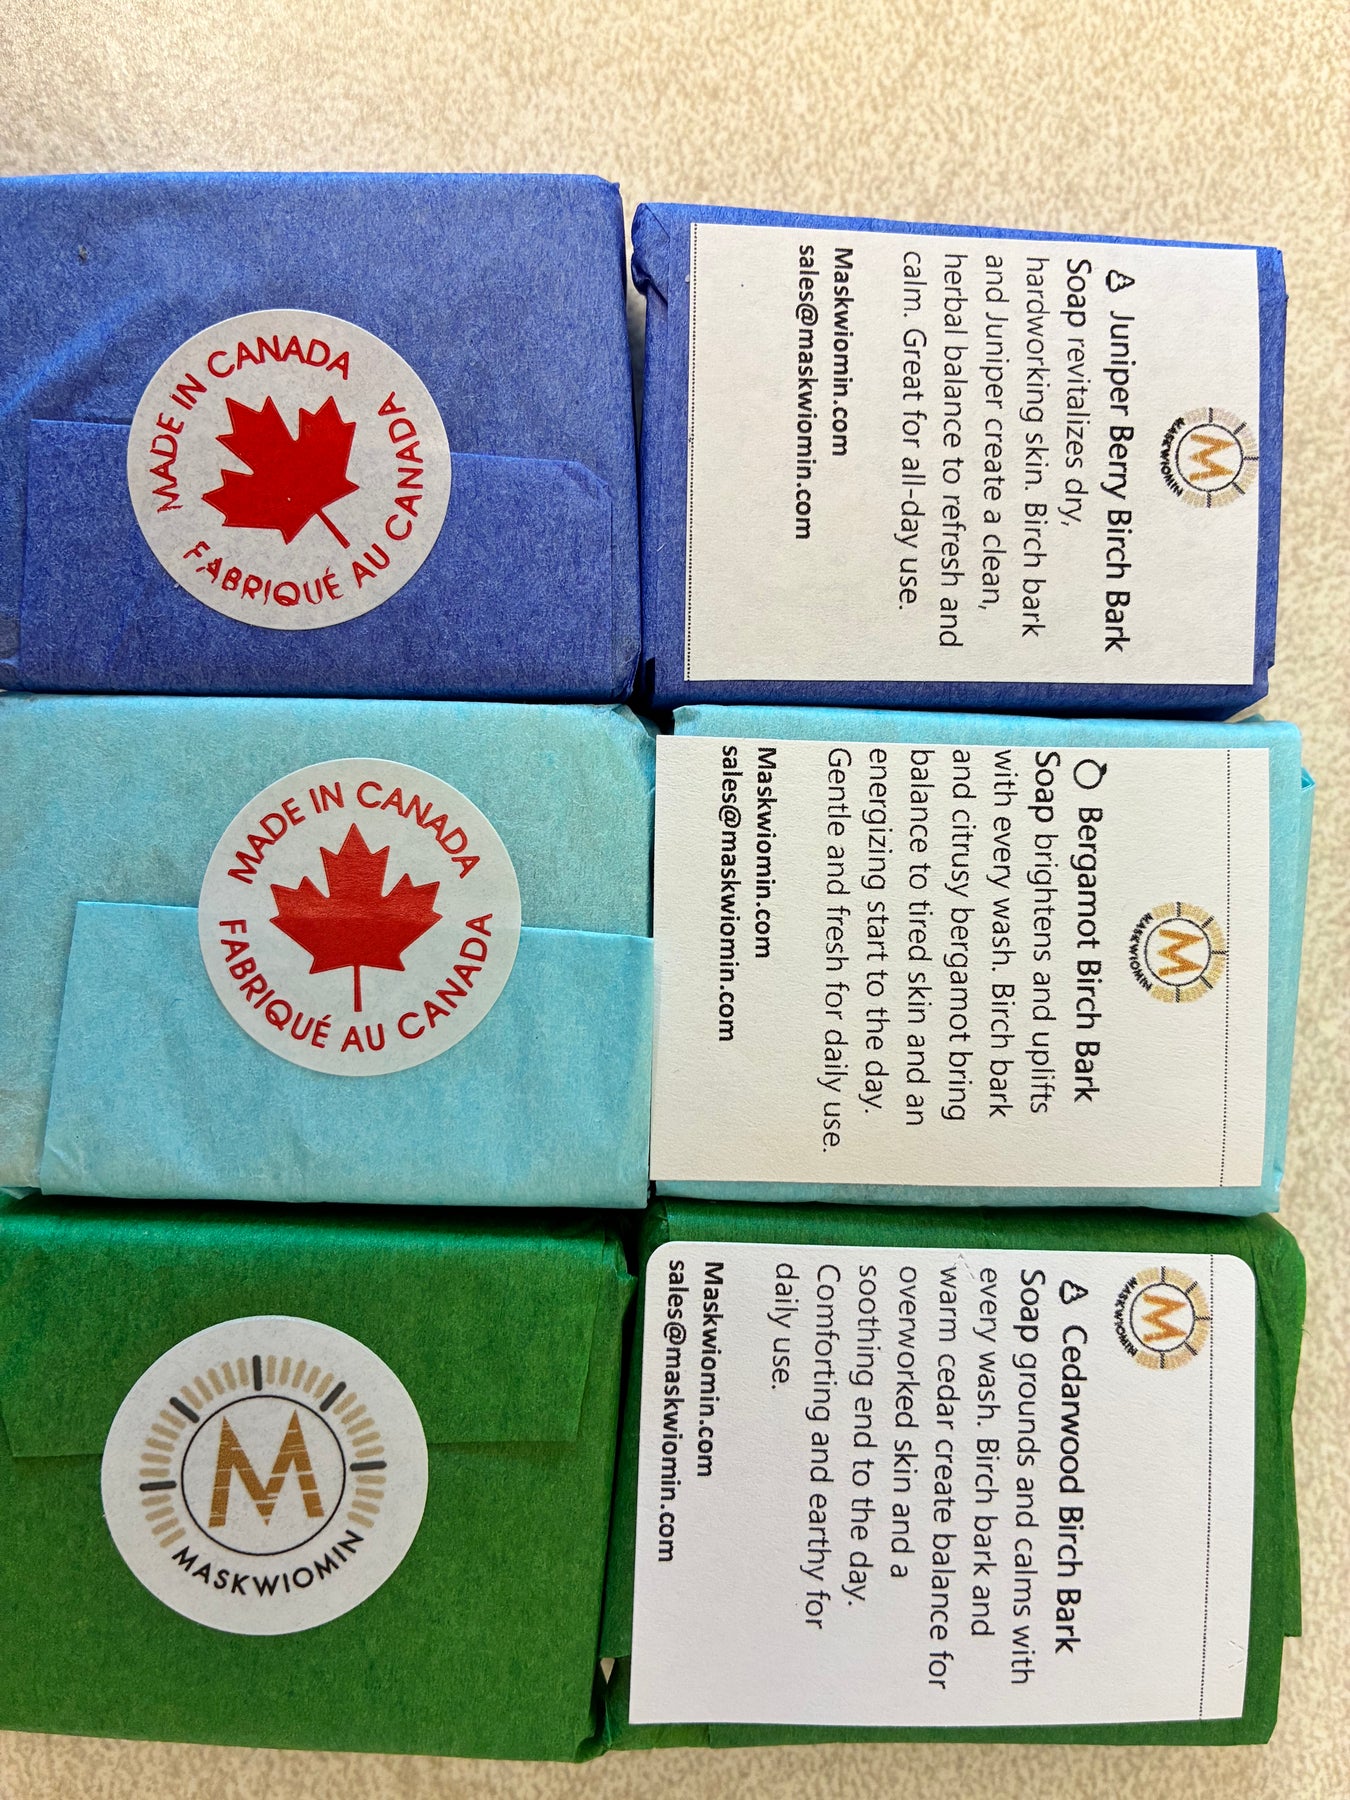 MADE IN CANADA
FABRIQUÉ AU CANADA
MASKWIOMIN
M
Juniper Berry Birch Bark
Soap revitalizes dry,
hardworking skin. Birch bark
and Juniper create a clean,
herbal balance to refresh and
calm. Great for all-day use.
Maskwiomin.com
sales@maskwiomin.com
MADE IN CANADA
FABRIQUÉ AU CANADA
MASKWIOMIN
M
Bergamot Birch Bark
Soap brightens and uplifts
with every wash. Birch bark
and citrusy bergamot bring
balance to tired skin and an
energizing start to the day.
Gentle and fresh for daily use.
Maskwiomin.com
sales@maskwiomin.com
M
MASKWIOMIN
M
MASKWIOMIN
Cedarwood Birch Bark
Soap grounds and calms with
every wash. Birch bark and
warm cedar create balance for
overworked skin and a
soothing end to the day.
Comforting and earthy for
daily use.
Maskwiomin.com
sales@maskwiomin.com